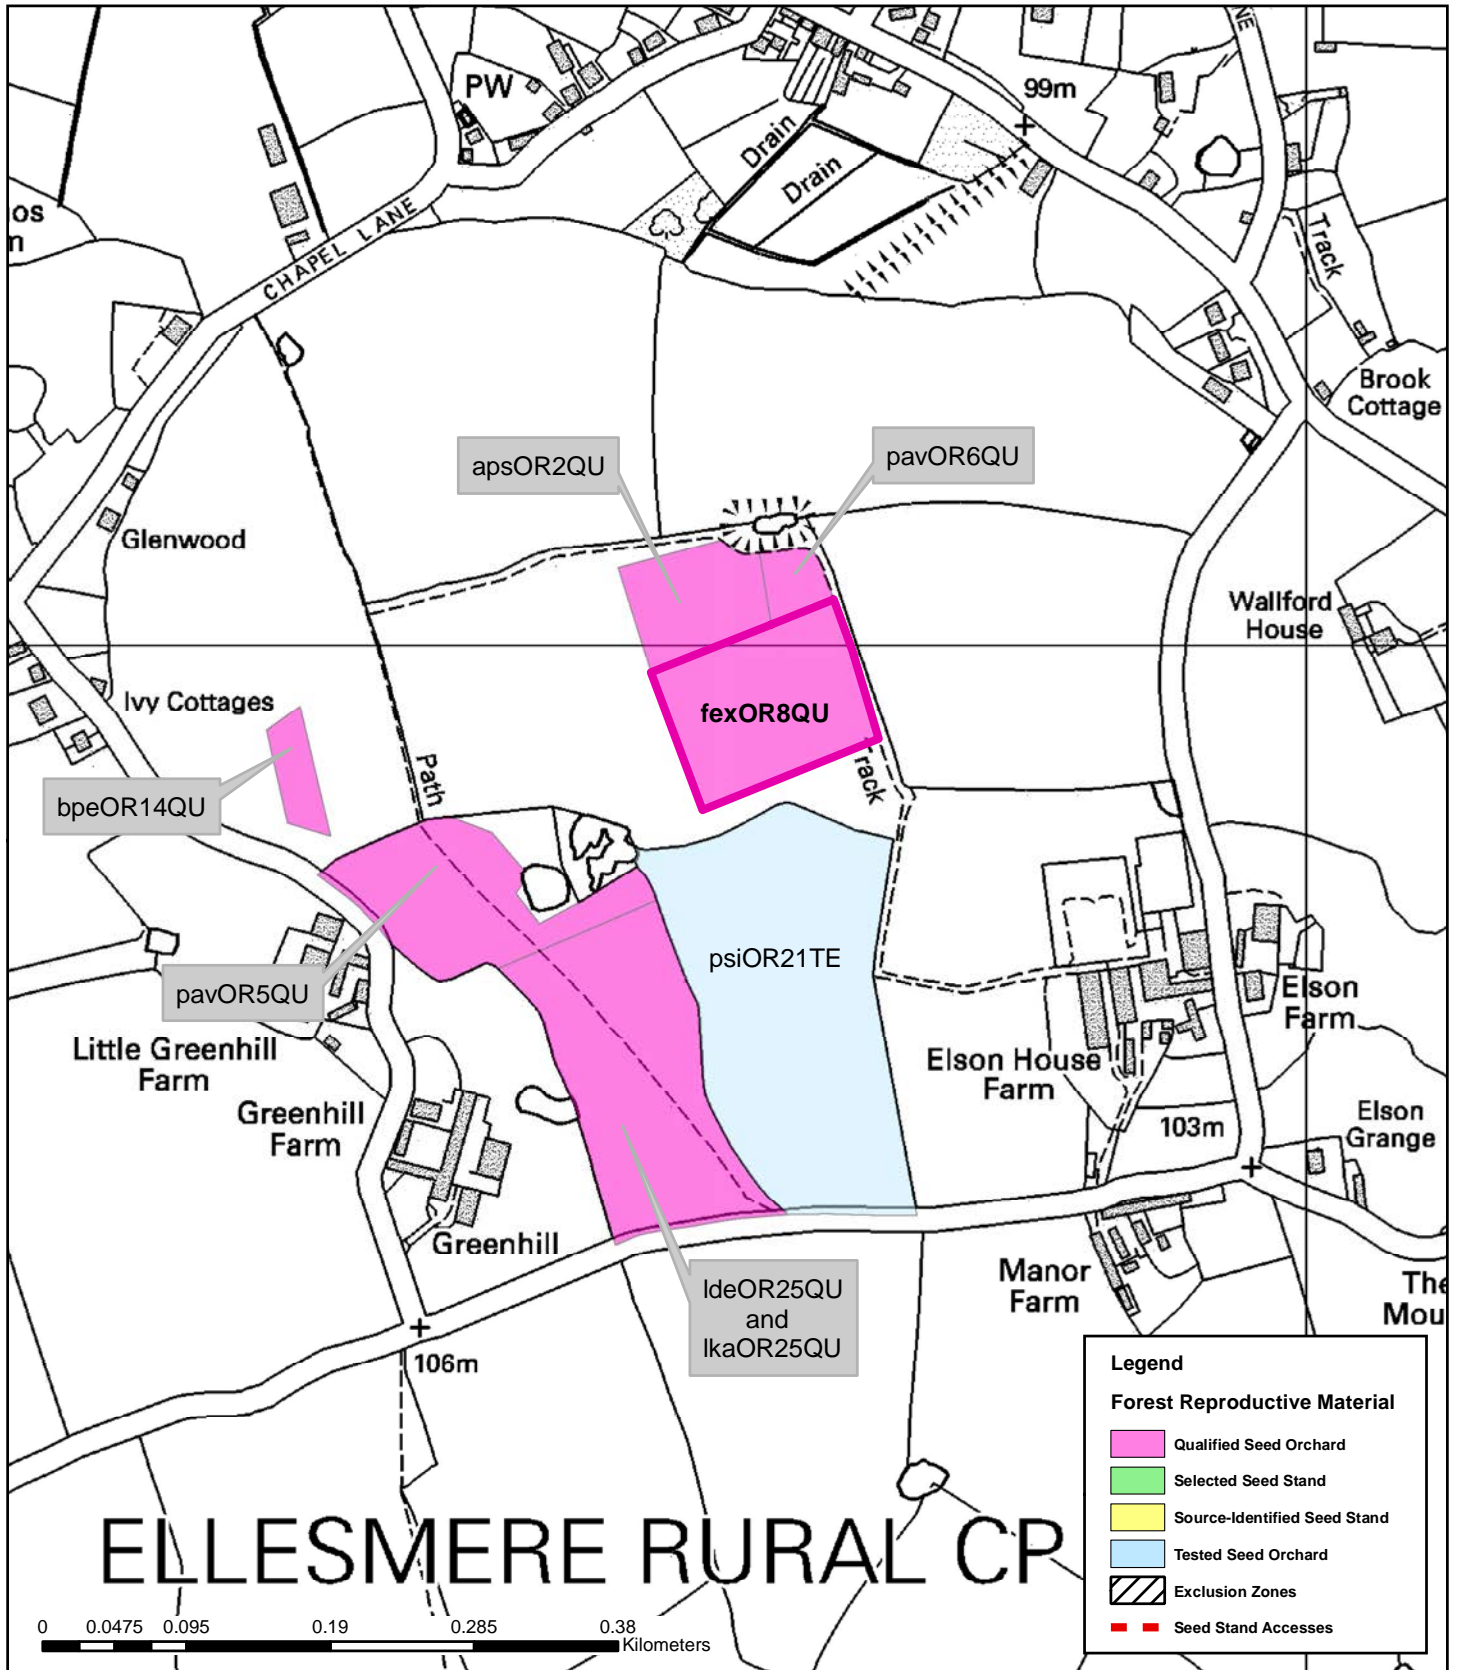 NE
PW
99m
Drain
Drain
os
n
CHAPEL LANE
Track
Brook
Cottage
apsOR2QU
pavOR6QU
Glenwood
Wallford
House
Ivy Cottages
fexOR8QU
Path
rack
bpeOR14QU
psiOR21TE
pavOR5QU
Elson
Farm
Little Greenhill
Farm
Elson House
Farm
Greenhill
Farm
103m
Elson
Grange
Greenhill
ldeOR25QU
and
lkaOR25QU
Manor
Farm
The
Mou
106m
Legend
Forest Reproductive Material
Qualified Seed Orchard
Selected Seed Stand
Source-Identified Seed Stand
Tested Seed Orchard
Exclusion Zones
Seed Stand Accesses
ELLESMERE RURAL CP
0 0.0475 0.095 0.19 0.285 0.38
Kilometers